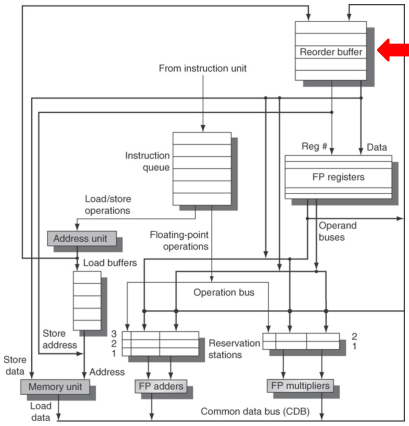 Reorder buffer
From instruction unit
Reg #
Data
Instruction
queue
FP registers
Load/store
operations
Operand
buses
Address unit
Floating-point
operations
Load buffers
Operation bus
Store
address
3
2
1
Reservation
stations
2
1
Store
data
Address
Memory unit
FP adders
FP multipliers
Load
data
Common data bus (CDB)